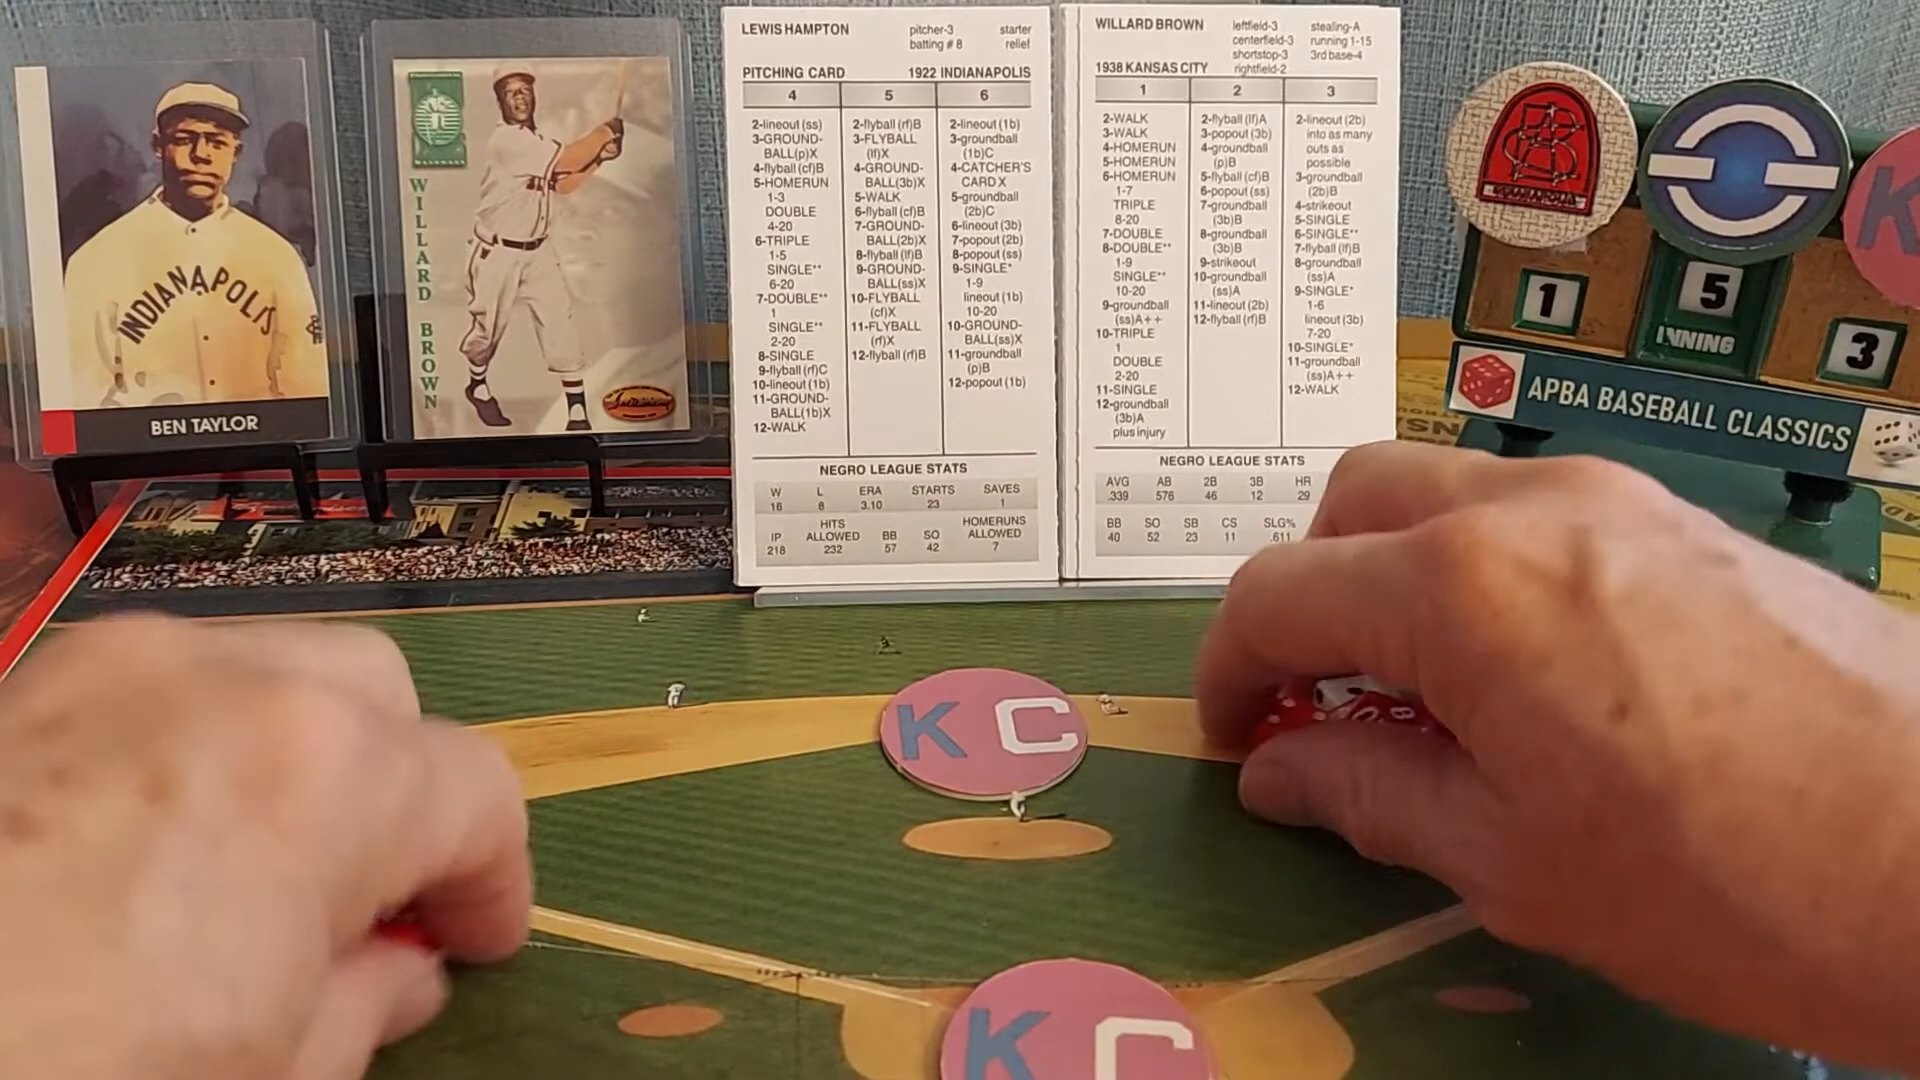 INDIANAPOLIS
BEN TAYLOR
WILLARD BROWN
LEWIS HAMPTON
pitcher-3 starter
batting # 8 relief
PITCHING CARD 1922 INDIANAPOLIS
4 5 6
2-lineout (ss)
3-GROUND-
BALL(p)X
4-flyball (cf)B
5-HOMERUN
1-3
DOUBLE
4-20
6-TRIPLE
1-5
SINGLE**
6-20
7-DOUBLE**
1
SINGLE**
2-20
8-SINGLE
9-flyball (rf)C
10-lineout (1b)
11-GROUND-
BALL(1b)X
12-WALK
2-flyball (rf)B
3-FLYBALL
(lf)X
4-GROUND-
BALL(3b)X
5-WALK
6-flyball (cf)B
7-GROUND-
BALL(2b)X
8-flyball (lf)B
9-GROUND-
BALL(ss)X
10-FLYBALL
(cf)X
11-FLYBALL
(rf)X
12-flyball (rf)B
2-lineout (1b)
3-groundball
(1b)C
4-CATCHER'S
CARD X
5-groundball
(2b)C
6-lineout (3b)
7-popout (2b)
8-popout (ss)
9-SINGLE*
1-9
lineout (1b)
10-20
10-GROUND-
BALL(ss)X
11-groundball
(p)B
12-popout (1b)
NEGRO LEAGUE STATS
W L ERA STARTS SAVES
16 8 3.10 23 1
IP HITS ALLOWED BB SO HOMERUNS ALLOWED
218 232 57 42 7
WILLARD BROWN
leftfield-3 stealing-A
centerfield-3 running 1-15
shortstop-3 3rd base-4
rightfield-2
1938 KANSAS CITY
1 2 3
2-WALK
3-WALK
4-HOMERUN
5-HOMERUN
6-HOMERUN
1-7
TRIPLE
8-20
7-DOUBLE
8-DOUBLE**
1-9
SINGLE**
10-20
9-groundball
(ss)A++
10-TRIPLE
1
DOUBLE
2-20
11-SINGLE
12-groundball
(3b)A
plus injury
2-flyball (lf)A
3-popout (3b)
4-groundball
(p)B
5-flyball (cf)B
6-popout (ss)
7-groundball
(3b)B
8-groundball
(3b)B
9-strikeout
10-groundball
(ss)A
11-lineout (2b)
12-flyball (rf)B
2-lineout (2b)
into as many
outs as
possible
3-groundball
(2b)B
4-strikeout
5-SINGLE
6-SINGLE**
7-flyball (lf)B
8-groundball
(ss)A
9-SINGLE*
1-6
lineout (3b)
7-20
10-SINGLE*
11-groundball
(ss)A++
12-WALK
NEGRO LEAGUE STATS
AVG AB 2B 3B HR
.339 576 46 12 29
BB SO SB CS SLG%
40 52 23 11 .611
K
1
5
INNING
3
APBA BASEBALL CLASSICS
KC
KC